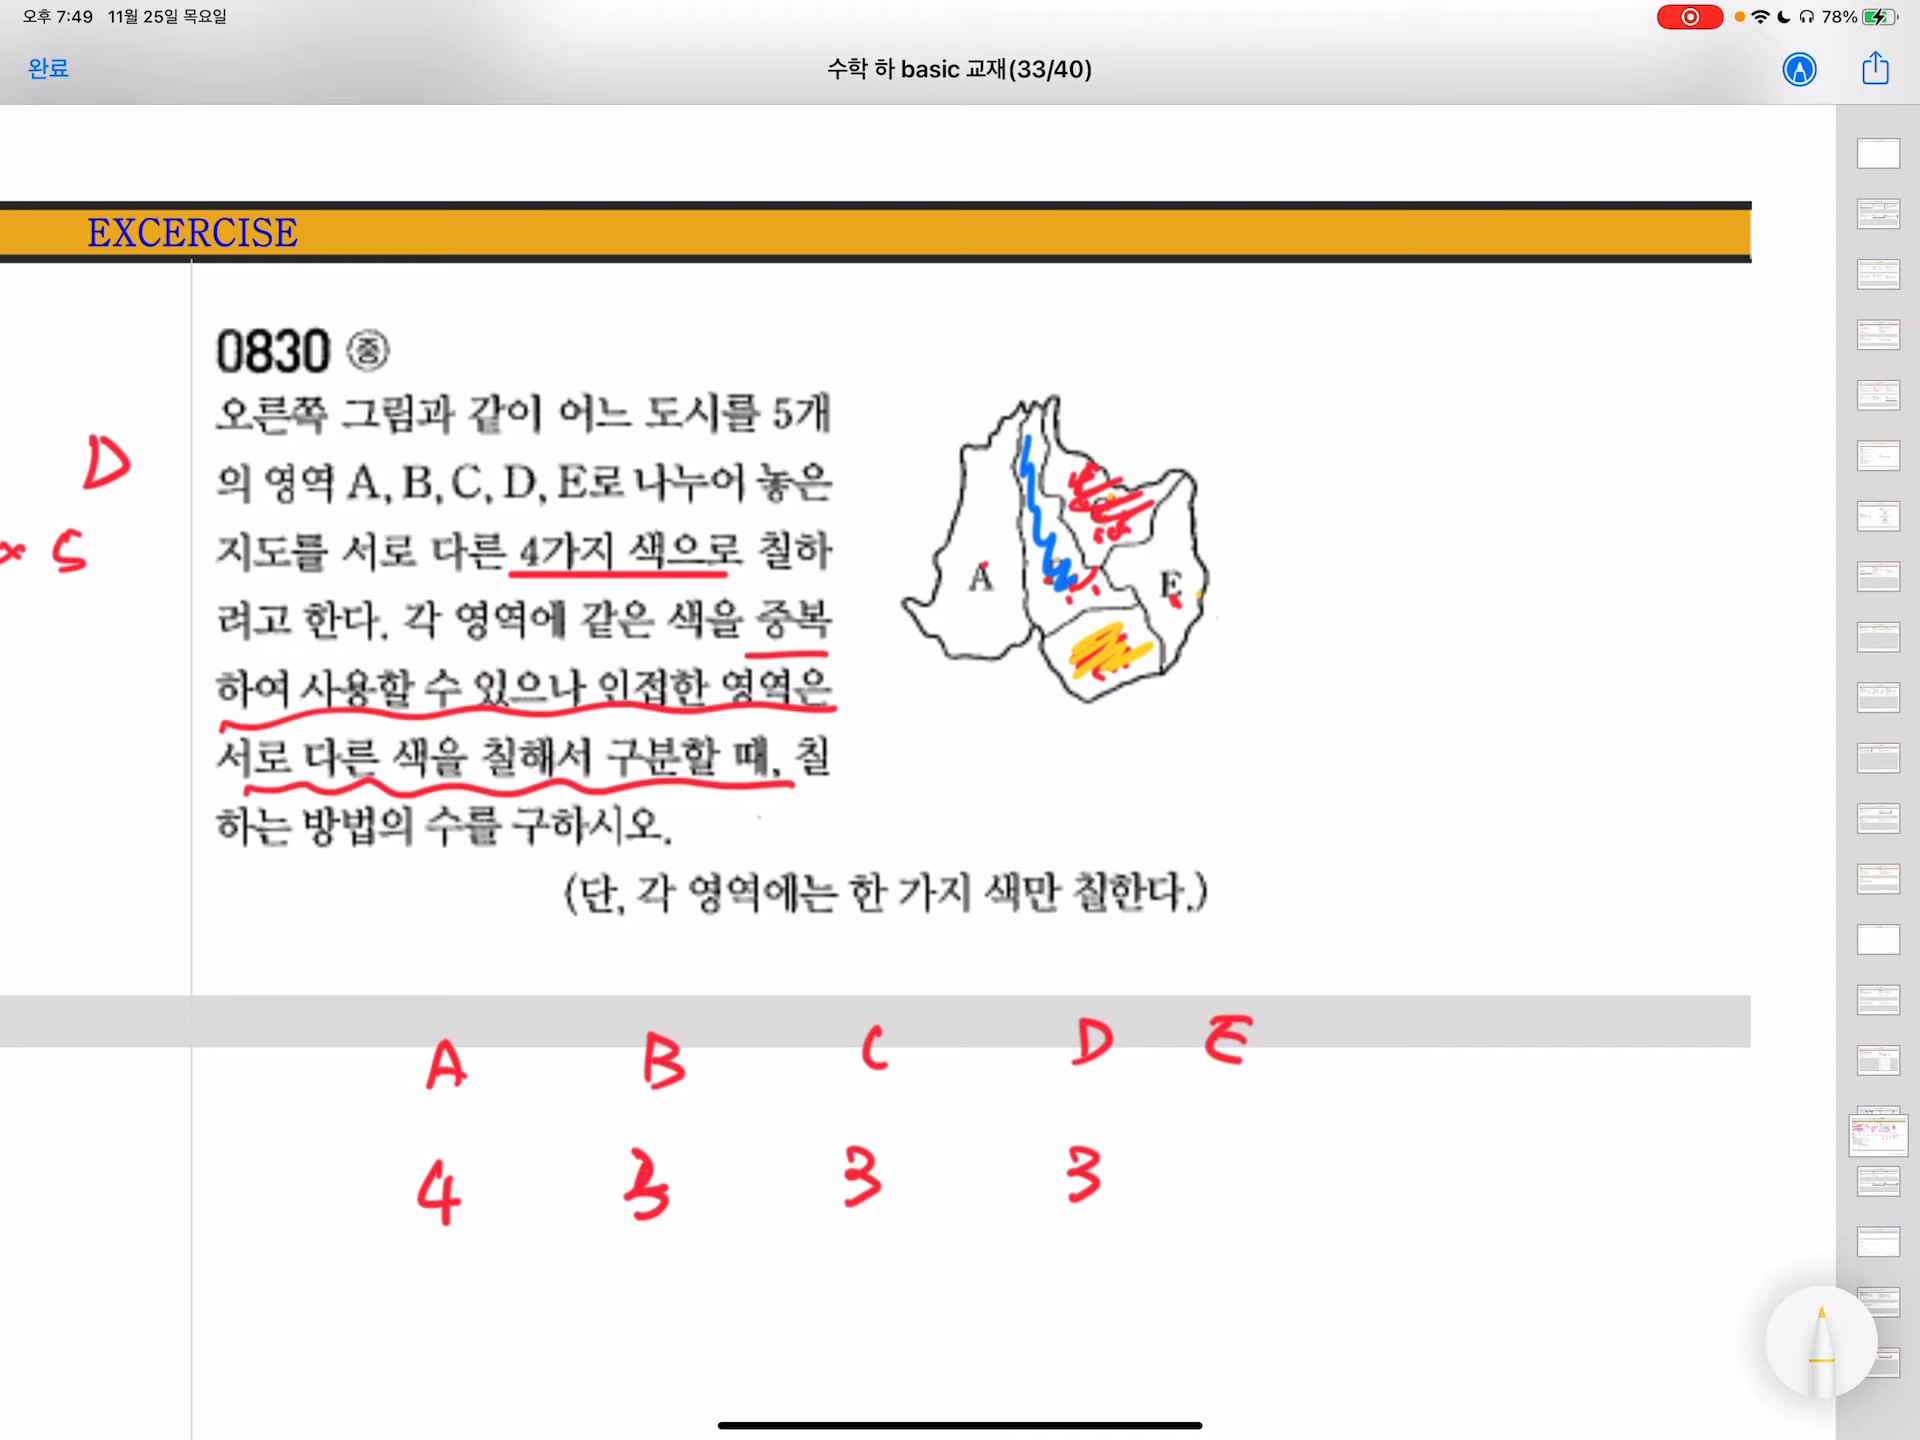 오후 7:49 11월 25일 목요일
78%
완료
수학 하 basic 교재(33/40)
EXCERCISE
0830 중
오른쪽 그림과 같이 어느 도시를 5개
의 영역 A, B, C, D, E로 나누어 놓은
지도를 서로 다른 4가지 색으로 칠하
려고 한다. 각 영역에 같은 색을 중복
하여 사용할 수 있으나 인접한 영역은
서로 다른 색을 칠해서 구분할 때, 칠
하는 방법의 수를 구하시오.
(단, 각 영역에는 한 가지 색만 칠한다.)
D
× 5
A
E
A B C D E
4 3 3 3